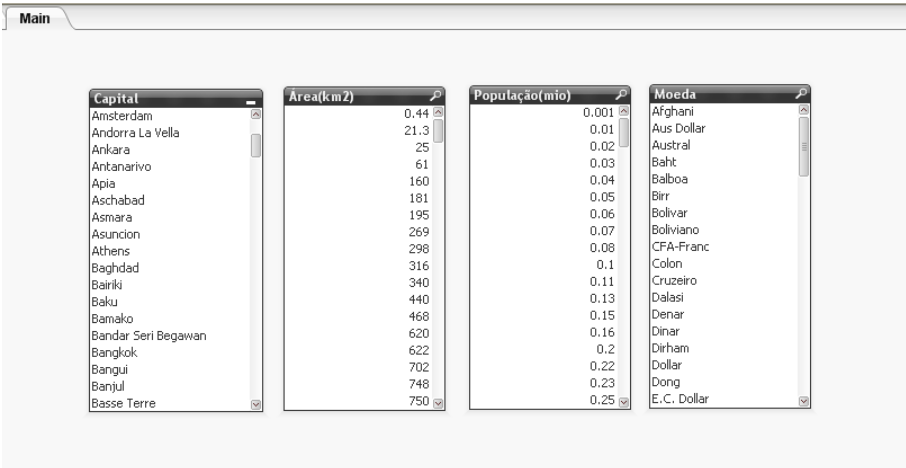 Main
Capital
Amsterdam
Andorra La Vella
Ankara
Antanarivo
Apia
Aschabad
Asmara
Asuncion
Athens
Baghdad
Bairiki
Baku
Bamako
Bandar Seri Begawan
Bangkok
Bangui
Banjul
Basse Terre
Área(km2)
0.44
21.3
25
61
160
181
195
269
298
316
340
440
468
620
622
702
748
750
População(mio)
0.001
0.01
0.02
0.03
0.04
0.05
0.06
0.07
0.08
0.1
0.11
0.13
0.15
0.16
0.2
0.22
0.23
0.25
Moeda
Afghani
Aus Dollar
Austral
Baht
Balboa
Birr
Bolivar
Boliviano
CFA-Franc
Colon
Cruzeiro
Dalasi
Denar
Dinar
Dirham
Dollar
Dong
E.C. Dollar